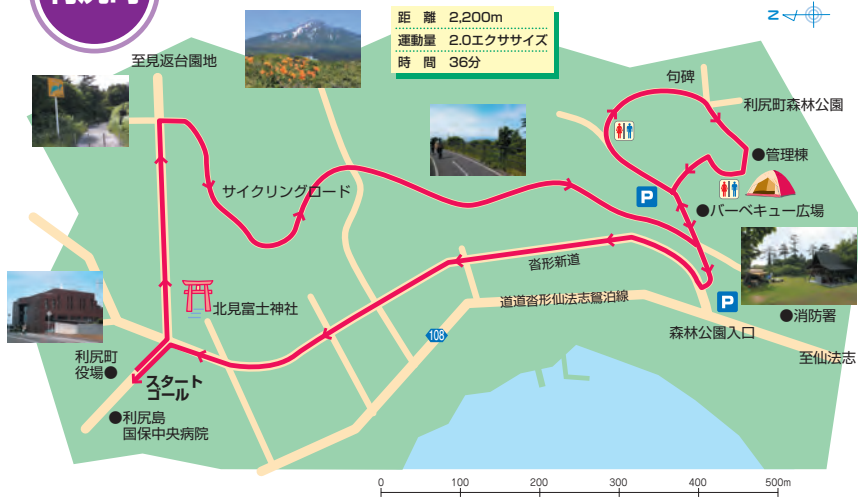 距 離 2,200m
運動量 2.0エクササイズ
時 間 36分
Z
至見返台園地
句碑
利尻町森林公園
管理棟
サイクリングロード
P
バーベキュー広場
沓形新道
P
北見富士神社
道道沓形仙法志鴛泊線
消防署
森林公園入口
108
至仙法志
利尻町
役場
スタート
ゴール
利尻島
国保中央病院
0 100 200 300 400 500m